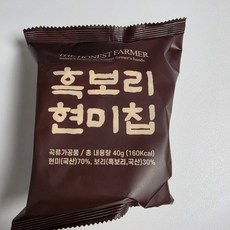 THE HONEST FARMER
흑보리
현미칩
곡류가공품 / 총 내용량 40g (160Kcal)
현미(국산)70%, 보리(흑보리,국산)30%